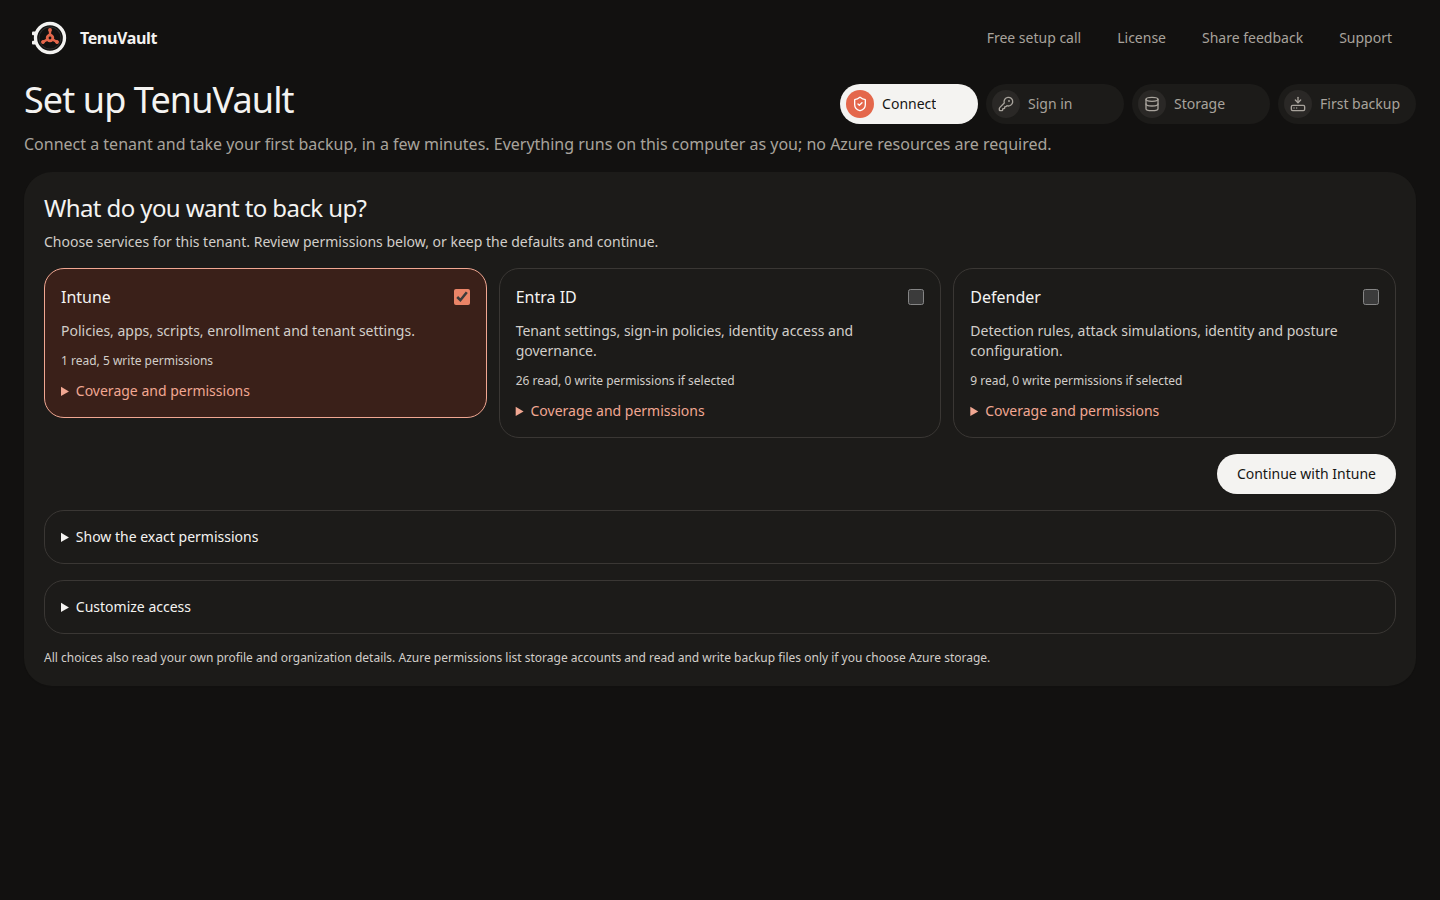 TenuVault
Free setup call
License
Share feedback
Support
Set up TenuVault
Connect
Sign in
Storage
First backup
Connect a tenant and take your first backup, in a few minutes. Everything runs on this computer as you; no Azure resources are required.
What do you want to back up?
Choose services for this tenant. Review permissions below, or keep the defaults and continue.
Intune
Policies, apps, scripts, enrollment and tenant settings.
1 read, 5 write permissions
Coverage and permissions
Entra ID
Tenant settings, sign-in policies, identity access and
governance.
26 read, 0 write permissions if selected
Coverage and permissions
Defender
Detection rules, attack simulations, identity and posture
configuration.
9 read, 0 write permissions if selected
Coverage and permissions
Continue with Intune
Show the exact permissions
Customize access
All choices also read your own profile and organization details. Azure permissions list storage accounts and read and write backup files only if you choose Azure storage.